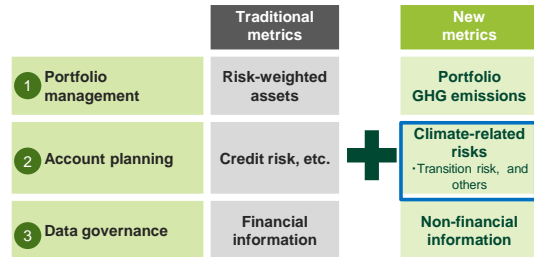 Traditional
metrics
New
metrics
1 Portfolio
management
Risk-weighted
assets
Portfolio
GHG emissions
2 Account planning
Credit risk, etc.
Climate-related
risks
・Transition risk, and
others
3 Data governance
Financial
information
Non-financial
information